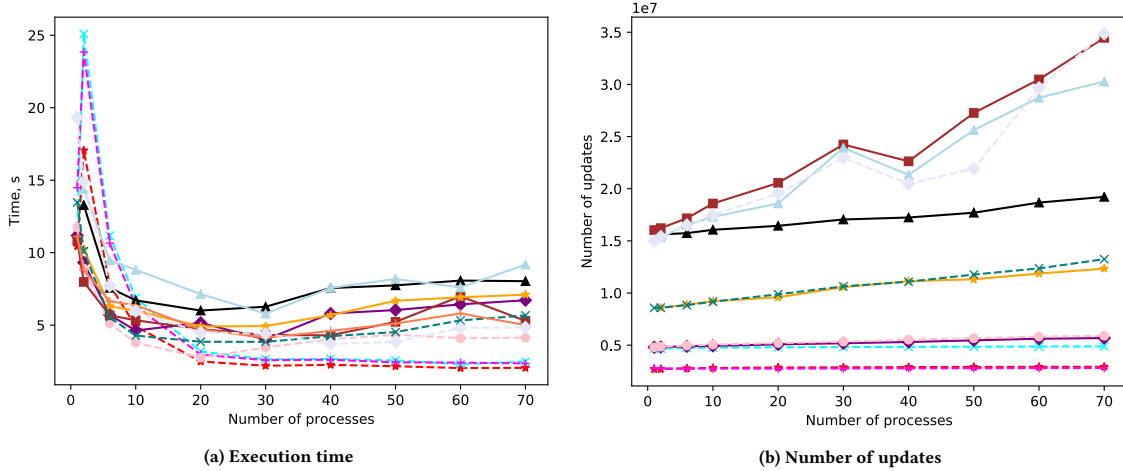 1e7
25
20
15
10
5
Time, s
0 10 20 30 40 50 60 70
Number of processes
(a) Execution time
3.5
3.0
2.5
2.0
1.5
1.0
0.5
Number of updates
0 10 20 30 40 50 60 70
Number of processes
(b) Number of updates